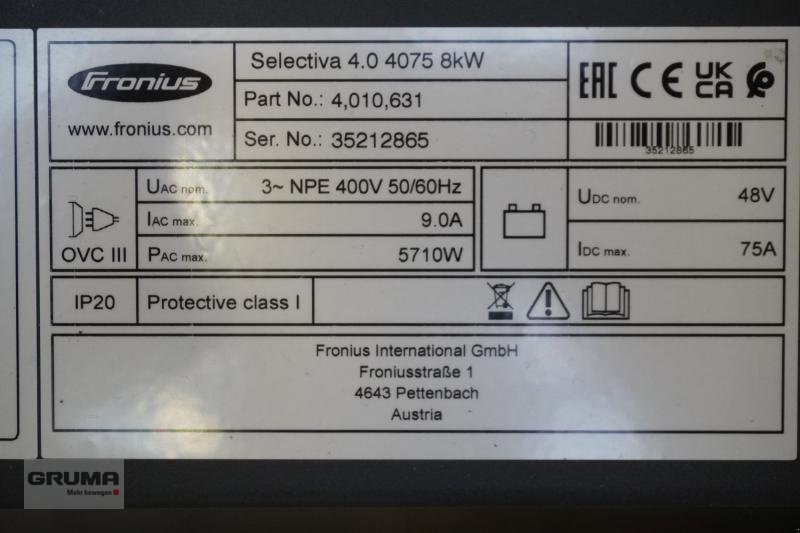 Fronius
www.fronius.com
Selectiva 4.0 4075 8kW
Part No.: 4,010,631
Ser. No.: 35212865
EAC CE UKCA
35212865
OVC III
UAC nom. 3~ NPE 400V 50/60Hz
IAC max. 9.0A
PAC max. 5710W
UDC nom. 48V
IDC max. 75A
IP20 Protective class I
Fronius International GmbH
Froniusstraße 1
4643 Pettenbach
Austria
GRUMA
Mehr bewegen